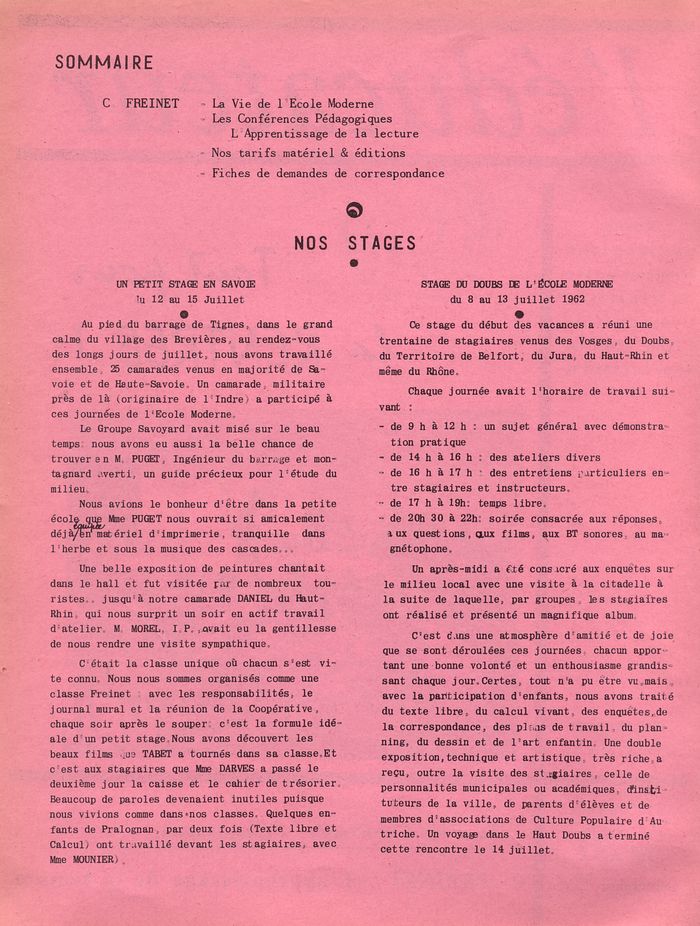 SOMMAIRE
C FREINET - La Vie de l'Ecole Moderne
- Les Conférences Pédagogiques
L'Apprentissage de la lecture
- Nos tarifs matériel & éditions
- Fiches de demandes de correspondance
NOS STAGES
UN PETIT STAGE EN SAVOIE
du 12 au 15 Juillet
Au pied du barrage de Tignes, dans le grand
calme du village des Brevières, au rendez-vous
des longs jours de juillet, nous avons travaillé
ensemble, 25 camarades venus en majorité de Sa-
voie et de Haute-Savoie. Un camarade, militaire
près de là (originaire de l'Indre) a participé à
ces journées de l'Ecole Moderne.
Le Groupe Savoyard avait misé sur le beau
temps: nous avons eu aussi la belle chance de
trouver en M. PUGET, Ingénieur du barrage et mon-
tagnard averti, un guide précieux pour l'étude du
milieu.
Nous avions le bonheur d'être dans la petite
école que Mme PUGET nous ouvrait si amicalement
déjà équipée en matériel d'imprimerie, tranquille dans
l'herbe et sous la musique des cascades...
Une belle exposition de peintures chantait
dans le hall et fut visitée par de nombreux tou-
ristes.. jusqu'à notre camarade DANIEL du Haut-
Rhin, qui nous surprit un soir en actif travail
d'atelier. M. MOREL, I.P., avait eu la gentillesse
de nous rendre une visite sympathique.
C'était la classe unique où chacun s'est vi-
te connu. Nous nous sommes organisés comme une
classe Freinet : avec les responsabilités, le
journal mural et la réunion de la Coopérative,
chaque soir après le souper: c'est la formule idé-
ale d'un petit stage.Nous avons découvert les
beaux films que TABET a tournés dans sa classe.Et
c'est aux stagiaires que Mme DARVES a passé le
deuxième jour la caisse et le cahier de trésorier.
Beaucoup de paroles devenaient inutiles puisque
nous vivions comme dans nos classes. Quelques en-
fants de Pralognan, par deux fois (Texte libre et
Calcul) ont travaillé devant les stagiaires, avec
Mme MOUNIER).
STAGE DU DOUBS DE L'ÉCOLE MODERNE
du 8 au 13 juillet 1962
Ce stage du début des vacances a réuni une
trentaine de stagiaires venus des Vosges, du Doubs,
du Territoire de Belfort, du Jura, du Haut-Rhin et
même du Rhône.
Chaque journée avait l'horaire de travail sui-
vant :
- de 9 h à 12 h : un sujet général avec démonstra-
tion pratique
- de 14 h à 16 h : des ateliers divers
- de 16 h à 17 h : des entretiens particuliers en-
tre stagiaires et instructeurs.
- de 17 h à 19h: temps libre.
- de 20h 30 à 22h: soirée consacrée aux réponses,
aux questions, aux films, aux BT sonores, au ma-
gnétophone.
Un après-midi a été consacré aux enquêtes sur
le milieu local avec une visite à la citadelle à
la suite de laquelle, par groupes, les stagiaires
ont réalisé et présenté un magnifique album.
C'est dans une atmosphère d'amitié et de joie
que se sont déroulées ces journées, chacun appor-
tant une bonne volonté et un enthousiasme grandis-
sant chaque jour.Certes, tout n'a pu être vu,mais
avec la participation d'enfants, nous avons traité
du texte libre, du calcul vivant, des enquêtes,de
la correspondance, des plans de travail, du plan-
ning, du dessin et de l'art enfantin. Une double
exposition,technique et artistique, très riche,a
reçu, outre la visite des stagiaires, celle de
personnalités municipales ou académiques, d'insti-
tuteurs de la ville, de parents d'élèves et de
membres d'associations de Culture Populaire d'Au-
triche. Un voyage dans le Haut Doubs a terminé
cette rencontre le 14 juillet.